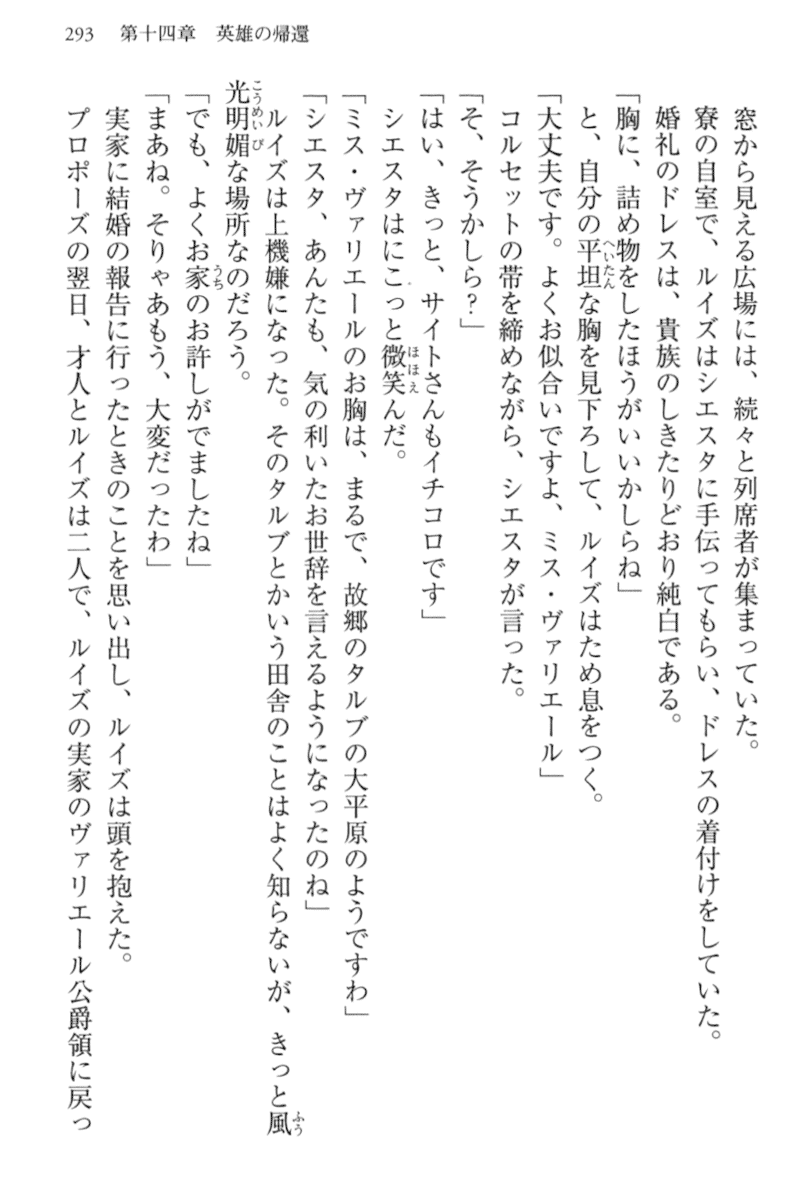 293　第十四章　英雄の帰還
　窓から見える広場には、続々と列席者が集まっていた。
　寮の自室で、ルイズはシエスタに手伝ってもらい、ドレスの着付けをしていた。
　婚礼のドレスは、貴族のしきたりどおり純白である。
「胸に、詰め物をしたほうがいいかしらね」
　と、自分の平坦な胸を見下ろして、ルイズはため息をつく。
「大丈夫です。よくお似合いですよ、ミス・ヴァリエール」
　コルセットの帯を締めながら、シエスタが言った。
「そ、そうかしら？」
「はい、きっと、サイトさんもイチコロです」
　シエスタはにこっと微笑んだ。
「ミス・ヴァリエールのお胸は、まるで、故郷のタルブの大平原のようですわ」
「シエスタ、あんたも、気の利いたお世辞を言えるようになったのね」
　ルイズは上機嫌になった。そのタルブとかいう田舎のことはよく知らないが、きっと風
光明媚な場所なのだろう。
「でも、よくお家のお許しがでましたね」
「まあね。そりゃあもう、大変だったわ」
　実家に結婚の報告に行ったときのことを思い出し、ルイズは頭を抱えた。
　プロポーズの翌日、才人とルイズは二人で、ルイズの実家のヴァリエール公爵領に戻っ